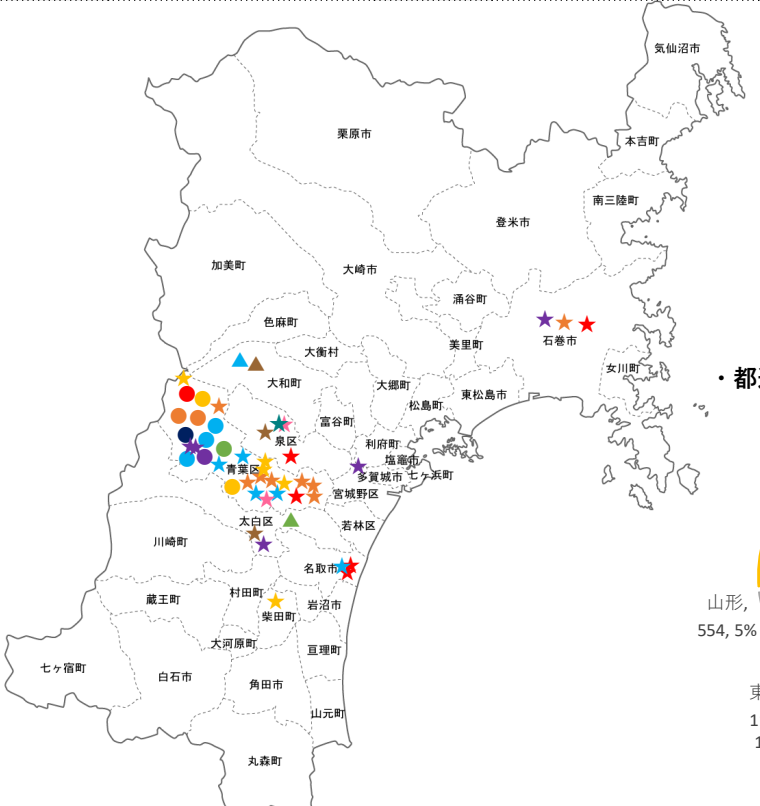 気仙沼市
本吉町
栗原市
南三陸町
登米市
加美町
大崎市
涌谷町
色麻町
石巻市
美里町
大衡村
女川町
大和町
・都
大郷町
東松島市
松島町
富谷町
泉区
利府町
塩竈市
青葉区
多賀城市
七ヶ浜町
宮城野区
太白区
若林区
川崎町
名取市
村田町
蔵王町
岩沼市
柴田町
山形,
554, 5%
大河原町
亘理町
七ヶ宿町
白石市
角田市
山元町
丸森町